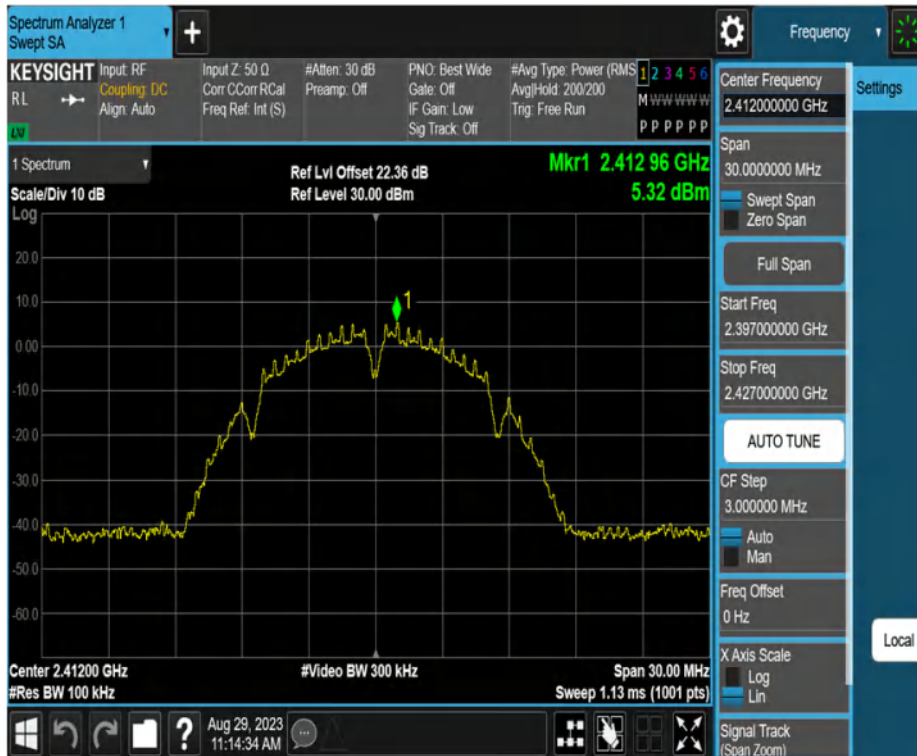 Spectrum Analyzer 1
Swept SA
+
Frequency
KEYSIGHT
RL
LNI
Input: RF
Coupling: DC
Align: Auto
Input Z: 50 Ω
Corr CCorr RCal
Freq Ref: Int (S)
#Atten: 30 dB
Preamp: Off
PNO: Best Wide
Gate: Off
IF Gain: Low
Sig Track: Off
#Avg Type: Power (RMS
Avg|Hold: 200/200
Trig: Free Run
1 2 3 4 5 6
M W W W W W
P P P P P P
1 Spectrum
Scale/Div 10 dB
Ref Lvl Offset 22.36 dB
Ref Level 30.00 dBm
Mkr1 2.412 96 GHz
5.32 dBm
Log
20.0
10.0
0.00
-10.0
-20.0
-30.0
-40.0
-50.0
-60.0
1
Center 2.41200 GHz
#Res BW 100 kHz
#Video BW 300 kHz
Span 30.00 MHz
Sweep 1.13 ms (1001 pts)
Center Frequency
2.412000000 GHz
Span
30.0000000 MHz
Swept Span
Zero Span
Full Span
Start Freq
2.397000000 GHz
Stop Freq
2.427000000 GHz
AUTO TUNE
CF Step
3.000000 MHz
Auto
Man
Freq Offset
0 Hz
X Axis Scale
Log
Lin
Signal Track
(Span Zoom)
Settings
Local
?
Aug 29, 2023
11:14:34 AM